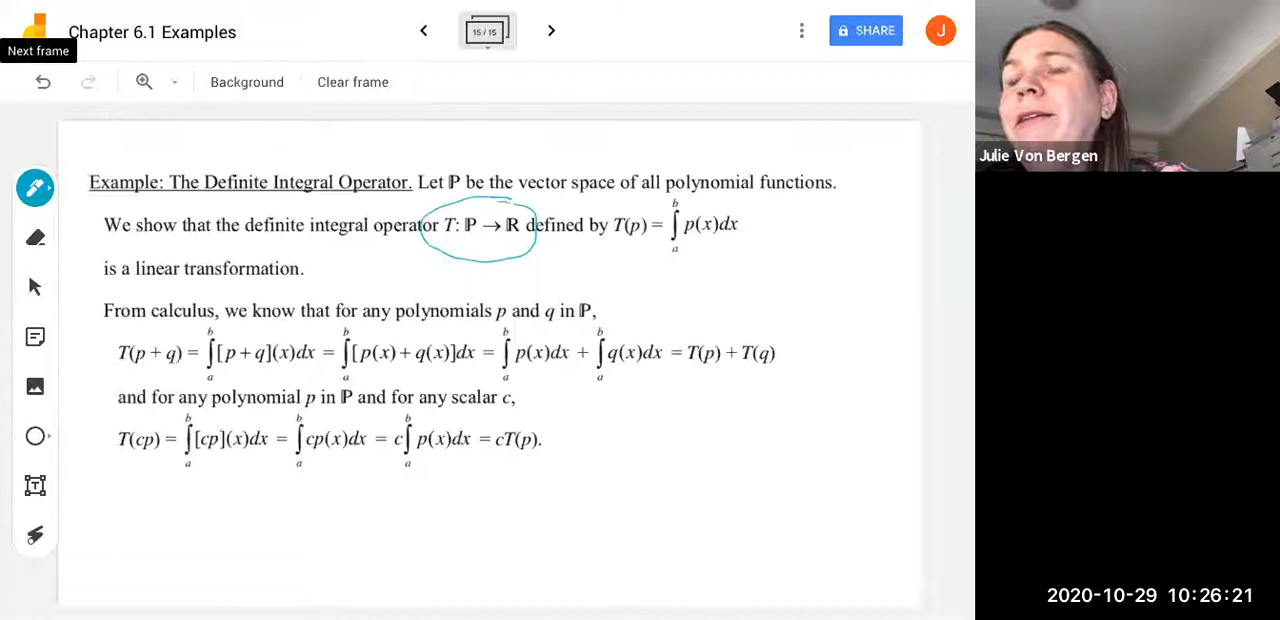 Chapter 6.1 Examples
15 / 15
SHARE
J
Next frame
Background
Clear frame
Example: The Definite Integral Operator. Let ℙ be the vector space of all polynomial functions.
We show that the definite integral operator T: ℙ → ℝ defined by T(p) = ∫_a^b p(x)dx
is a linear transformation.
From calculus, we know that for any polynomials p and q in ℙ,
T(p + q) = ∫_a^b [p + q](x)dx = ∫_a^b [p(x) + q(x)]dx = ∫_a^b p(x)dx + ∫_a^b q(x)dx = T(p) + T(q)
and for any polynomial p in ℙ and for any scalar c,
T(cp) = ∫_a^b [cp](x)dx = ∫_a^b cp(x)dx = c∫_a^b p(x)dx = cT(p).
Julie Von Bergen
2020-10-29 10:26:21